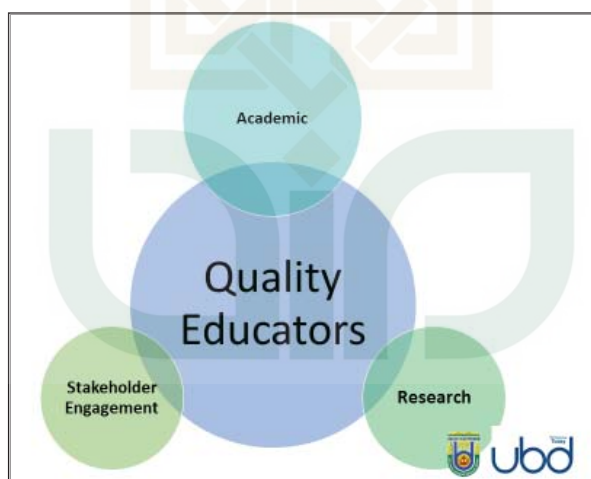 Academic
Quality
Educators
Stakeholder
Engagement
Research
ubd